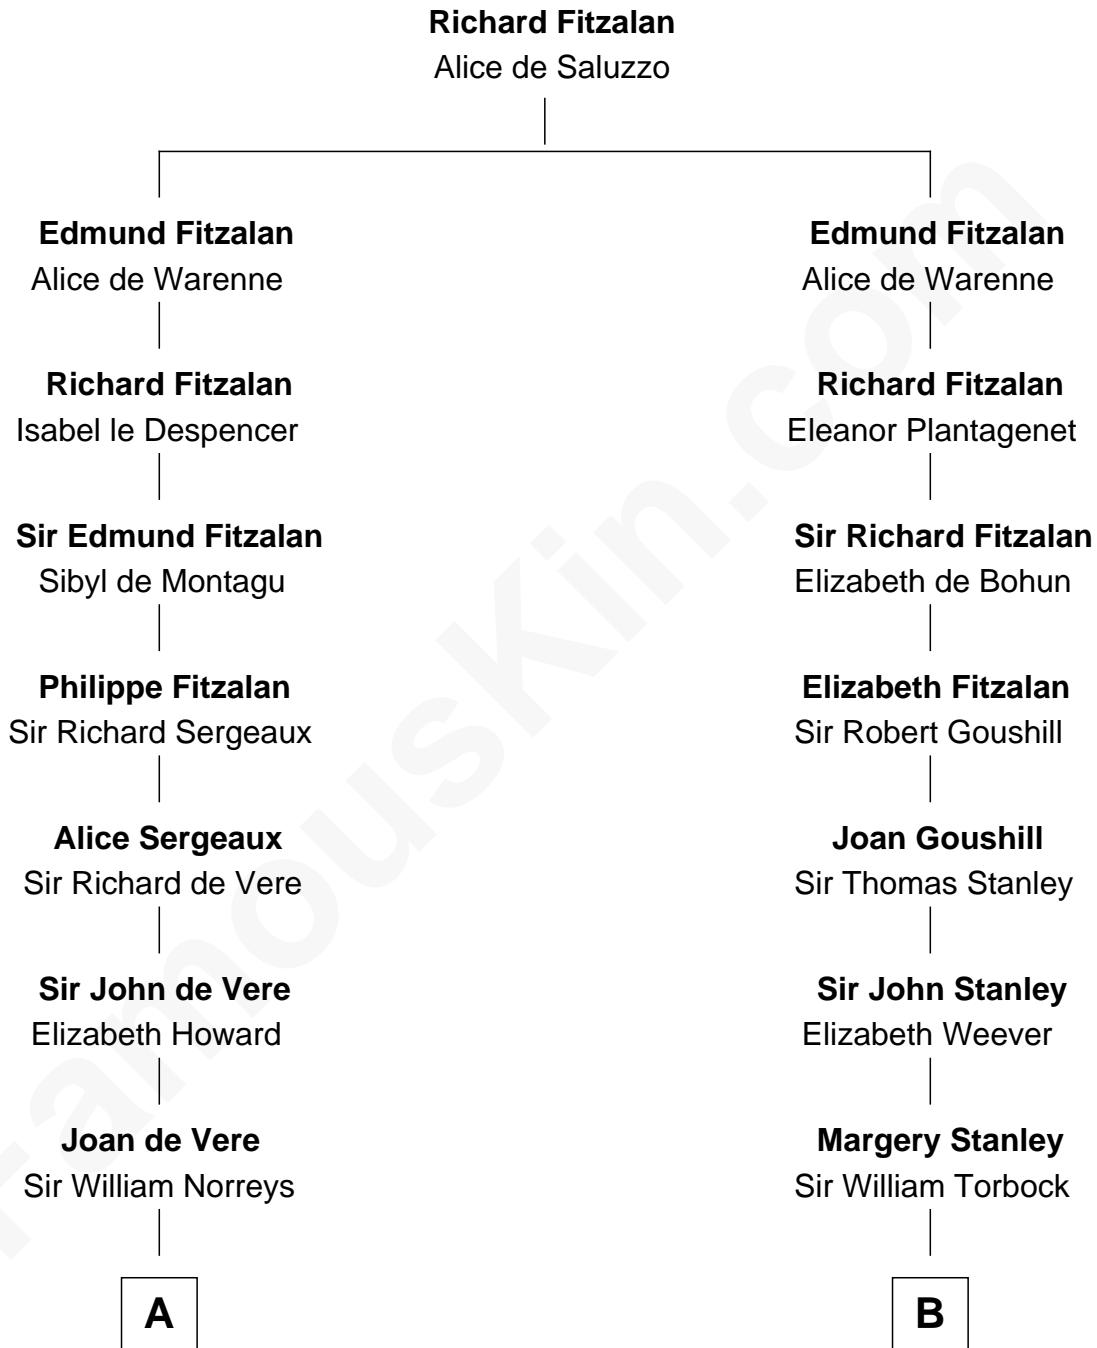 Richard Fitzalan
Alice de Saluzzo
Edmund Fitzalan
Alice de Warenne
Richard Fitzalan
Isabel le Despencer
Sir Edmund Fitzalan
Sibyl de Montagu
Philippe Fitzalan
Sir Richard Sergeaux
Alice Sergeaux
Sir Richard de Vere
Sir John de Vere
Elizabeth Howard
Joan de Vere
Sir William Norreys
A
Edmund Fitzalan
Alice de Warenne
Richard Fitzalan
Eleanor Plantagenet
Sir Richard Fitzalan
Elizabeth de Bohun
Elizabeth Fitzalan
Sir Robert Goushill
Joan Goushill
Sir Thomas Stanley
Sir John Stanley
Elizabeth Weever
Margery Stanley
Sir William Torbock
B
FamousKin.com